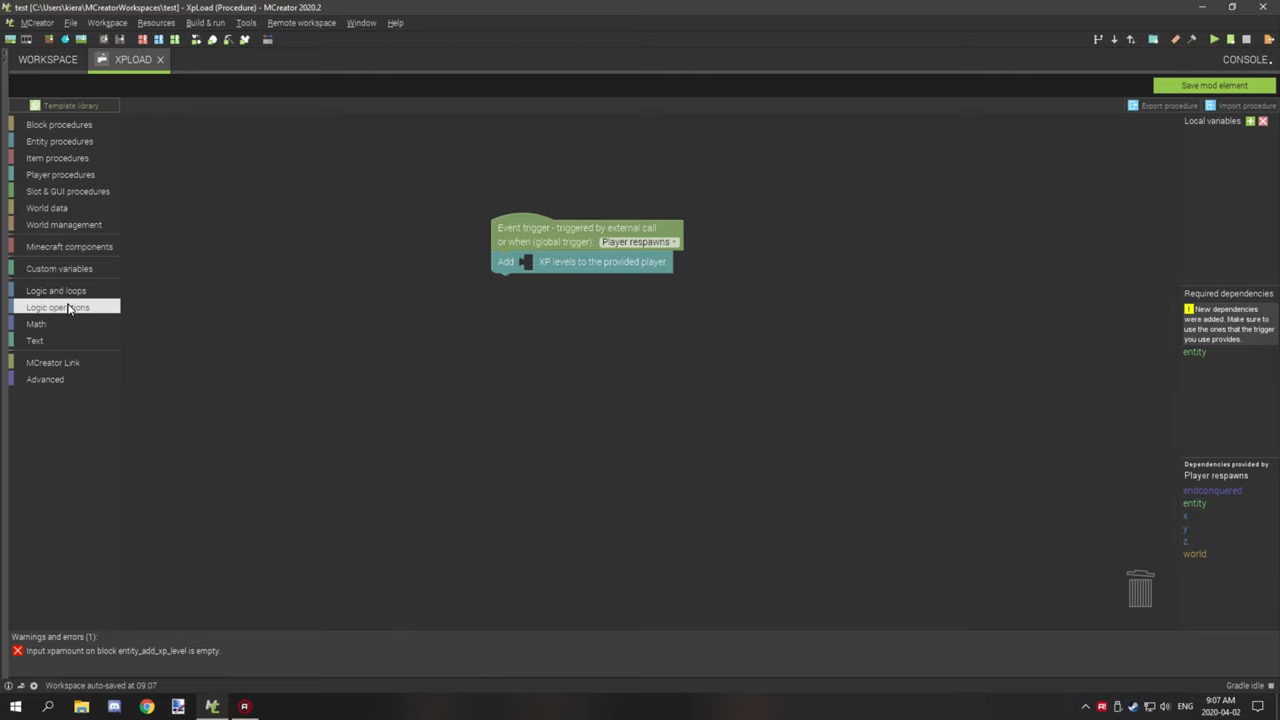 test [C:\Users\kiera\MCreatorWorkspaces\test] - XpLoad (Procedure) - MCreator 2020.2
MCreator File Workspace Resources Build & run Tools Remote workspace Window Help
WORKSPACE XPLOAD CONSOLE
Save mod element
Template library Export procedure Import procedure
Local variables
Block procedures
Entity procedures
Item procedures
Player procedures
Slot & GUI procedures
World data
World management
Minecraft components
Custom variables
Logic and loops
Logic operations
Math
Text
MCreator Link
Advanced
Event trigger - triggered by external call
or when (global trigger): Player respawns
Add XP levels to the provided player
Required dependencies
! New dependencies
were added. Make sure to
use the ones that the trigger
you use provides.
entity
Dependencies provided by
Player respawns
endconquered
entity
x
y
z
world
Warnings and errors (1):
Input xpamount on block entity_add_xp_level is empty.
Workspace auto-saved at 09:07 Gradle idle
ENG 9:07 AM
2020-04-02